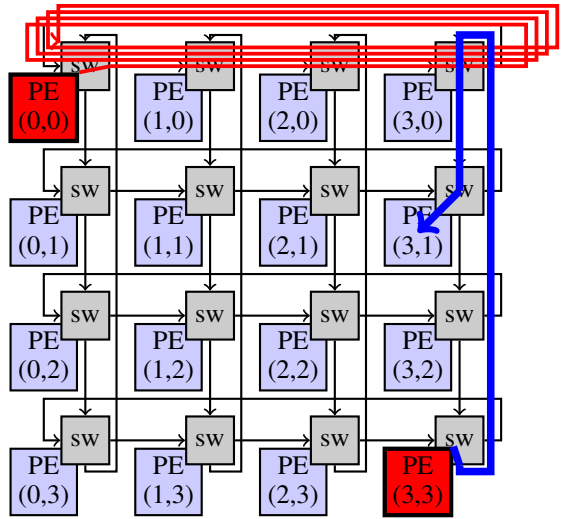 sw sw sw sw
PE PE PE PE
(0,0) (1,0) (2,0) (3,0)
sw sw sw sw
PE PE PE PE
(0,1) (1,1) (2,1) (3,1)
sw sw sw sw
PE PE PE PE
(0,2) (1,2) (2,2) (3,2)
sw sw sw sw
PE PE PE PE
(0,3) (1,3) (2,3) (3,3)